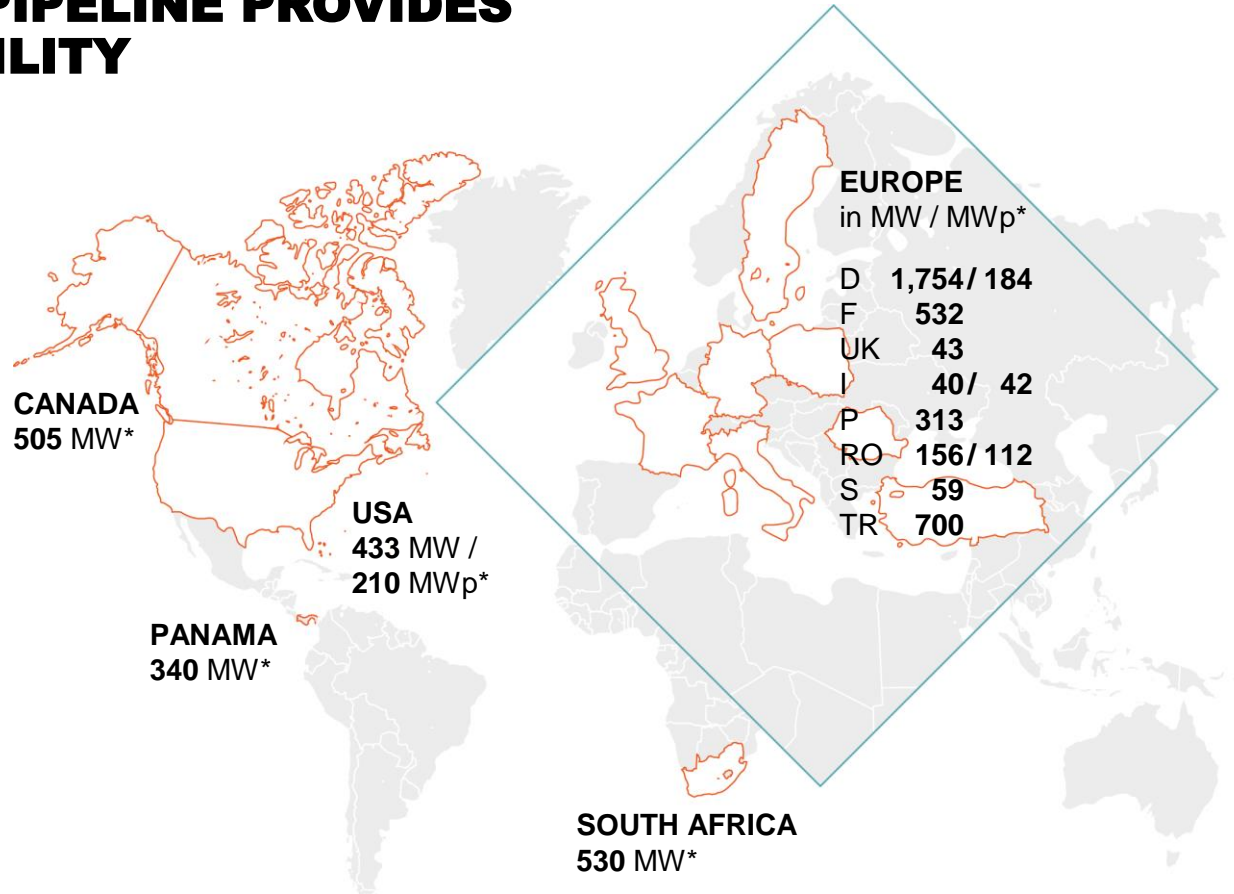 PIPELINE PROVIDES
ILITY
EUROPE
in MW / MWp*
D 1,754 / 184
F 532
UK 43
I 40 / 42
P 313
RO 156 / 112
S 59
TR 700
CANADA
505 MW*
USA
433 MW /
210 MWp*
PANAMA
340 MW*
SOUTH AFRICA
530 MW*